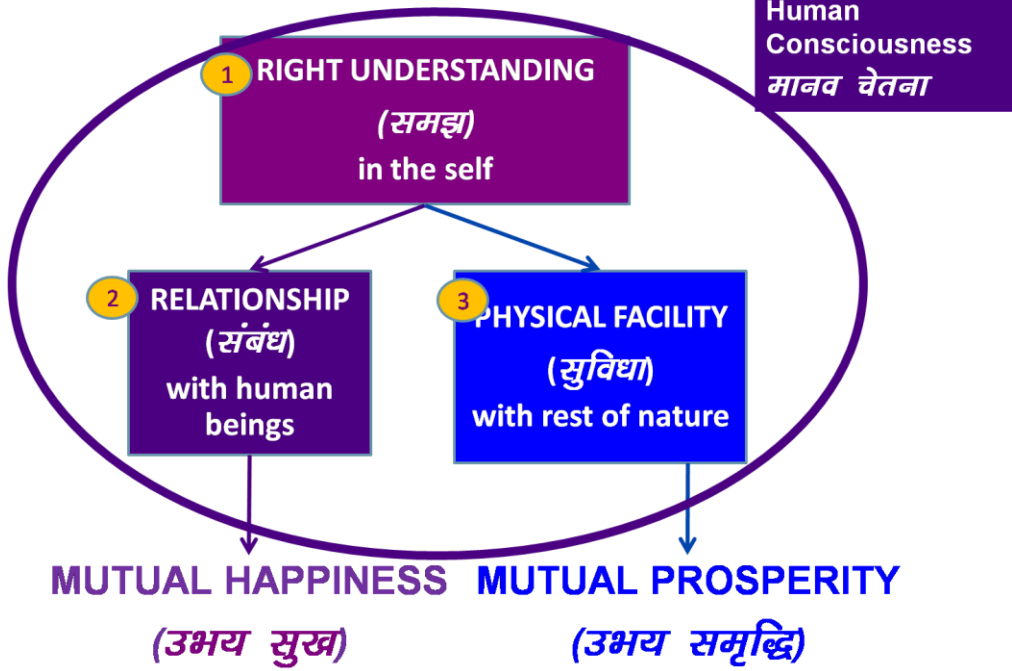 Human
Consciousness
मानव चेतना
1
RIGHT UNDERSTANDING
(समझ)
in the self
2
RELATIONSHIP
(संबंध)
with human
beings
3
PHYSICAL FACILITY
(सुविधा)
with rest of nature
MUTUAL HAPPINESS
(उभय सुख)
MUTUAL PROSPERITY
(उभय समृद्धि)